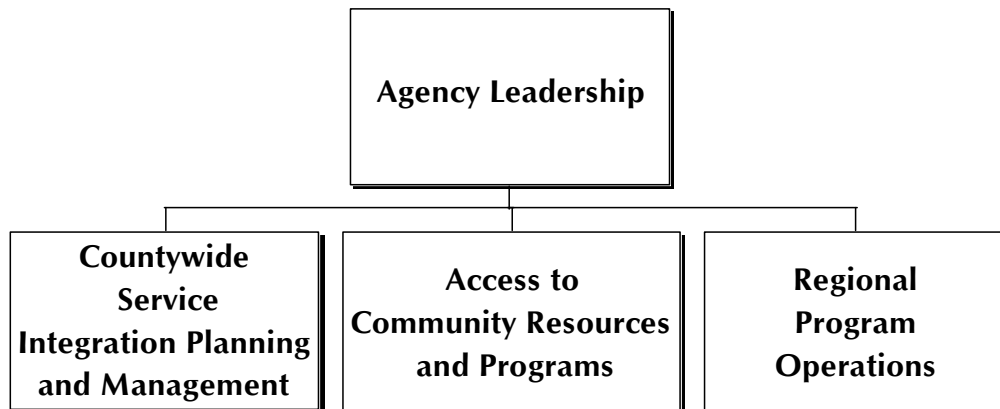 Agency Leadership
Countywide
Service
Integration Planning
and Management
Access to
Community Resources
and Programs
Regional
Program
Operations